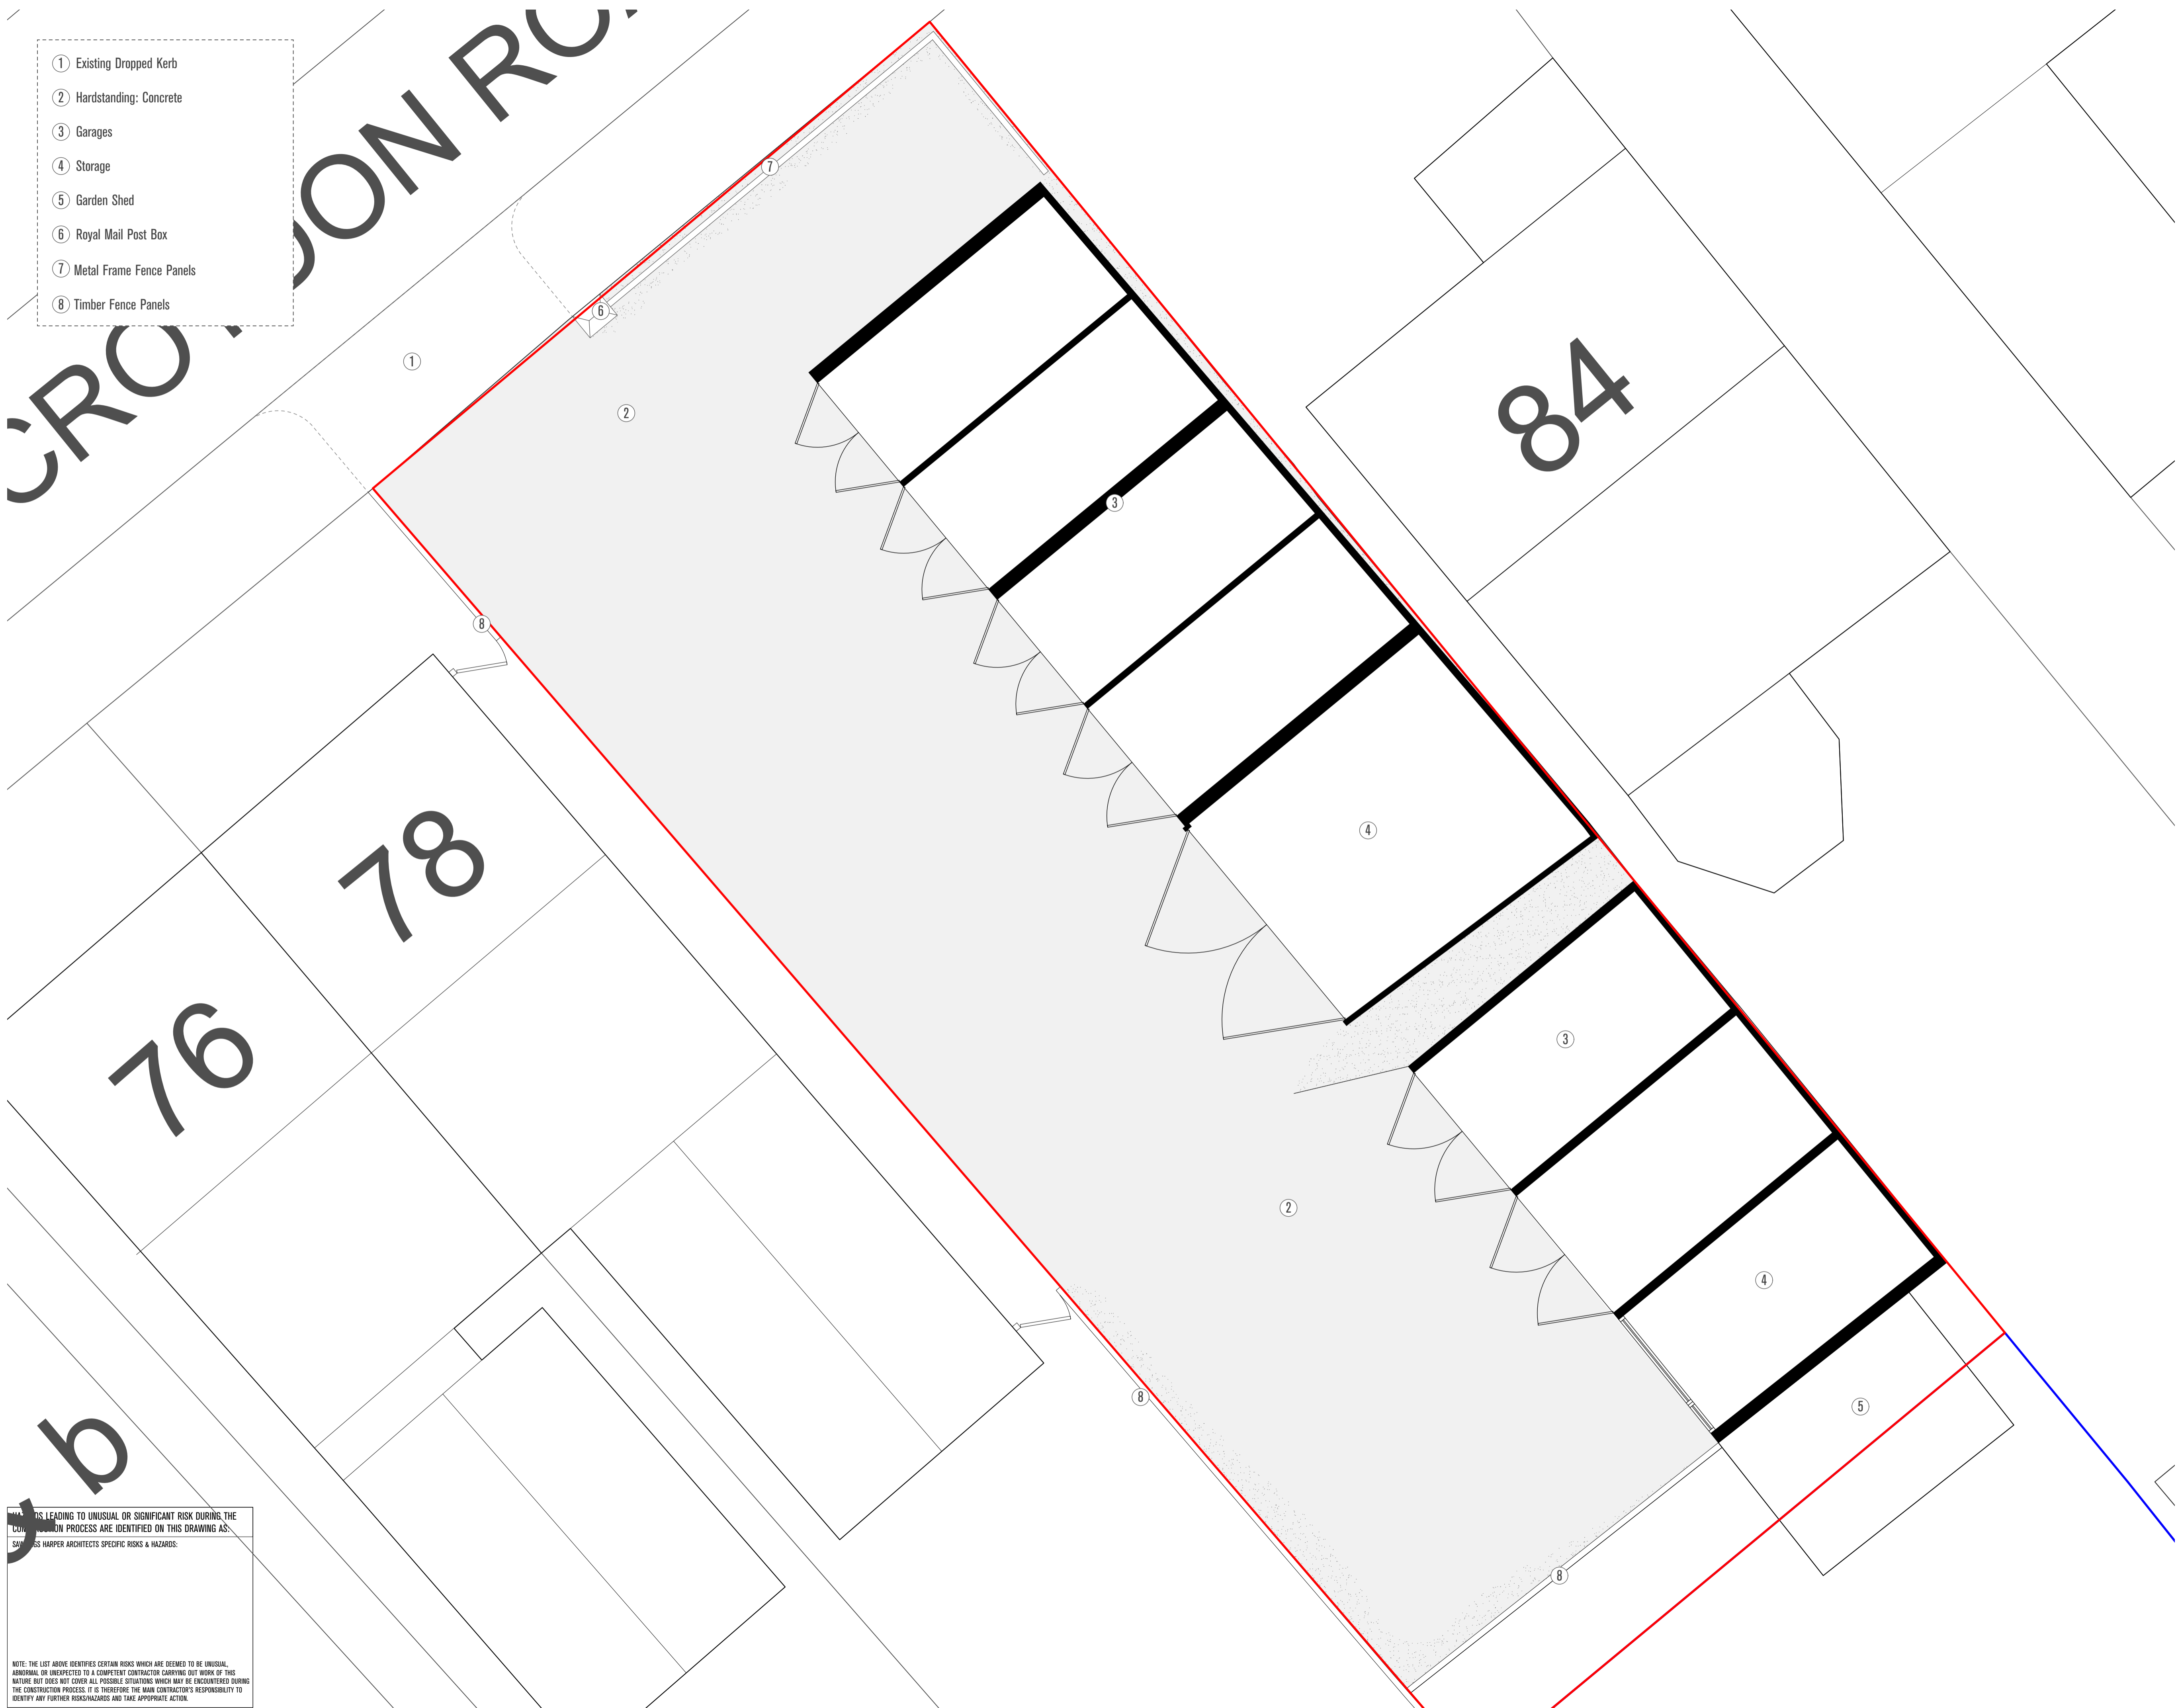 1 Existing Dropped Kerb
2 Hardstanding: Concrete
3 Garages
4 Storage
5 Garden Shed
6 Royal Mail Post Box
7 Metal Frame Fence Panels
8 Timber Fence Panels
7
6
1
2
84
3
8
78
4
76
3
2
4
8
5
b
8
LEADING TO UNUSUAL OR SIGNIFICANT RISK DURING THE
PROCESS ARE IDENTIFIED ON THIS DRAWING AS:
HARPER ARCHITECTS SPECIFIC RISKS & HAZARDS:
NOTE: THE LIST ABOVE IDENTIFIES CERTAIN RISKS WHICH ARE DEEMED TO BE UNUSUAL,
ABNORMAL OR UNEXPECTED TO A COMPETENT CONTRACTOR CARRYING OUT WORK OF THIS
NATURE BUT DOES NOT COVER ALL POSSIBLE SITUATIONS WHICH MAY BE ENCOUNTERED DURING
THE CONSTRUCTION PROCESS. IT IS THEREFORE THE MAIN CONTRACTOR'S RESPONSIBILITY TO
IDENTIFY ANY FURTHER RISKS/HAZARDS AND TAKE APPOPRIATE ACTION.